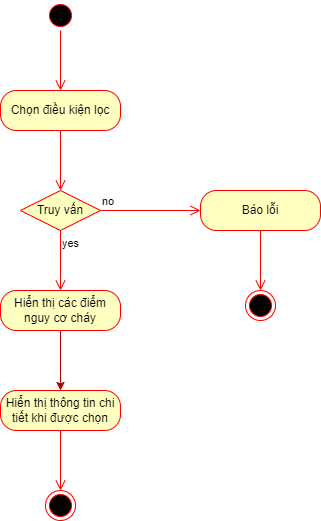 Chọn điều kiện lọc
Truy vấn
no
Báo lỗi
yes
Hiển thị các điểm
nguy cơ cháy
Hiển thị thông tin chi
tiết khi được chọn